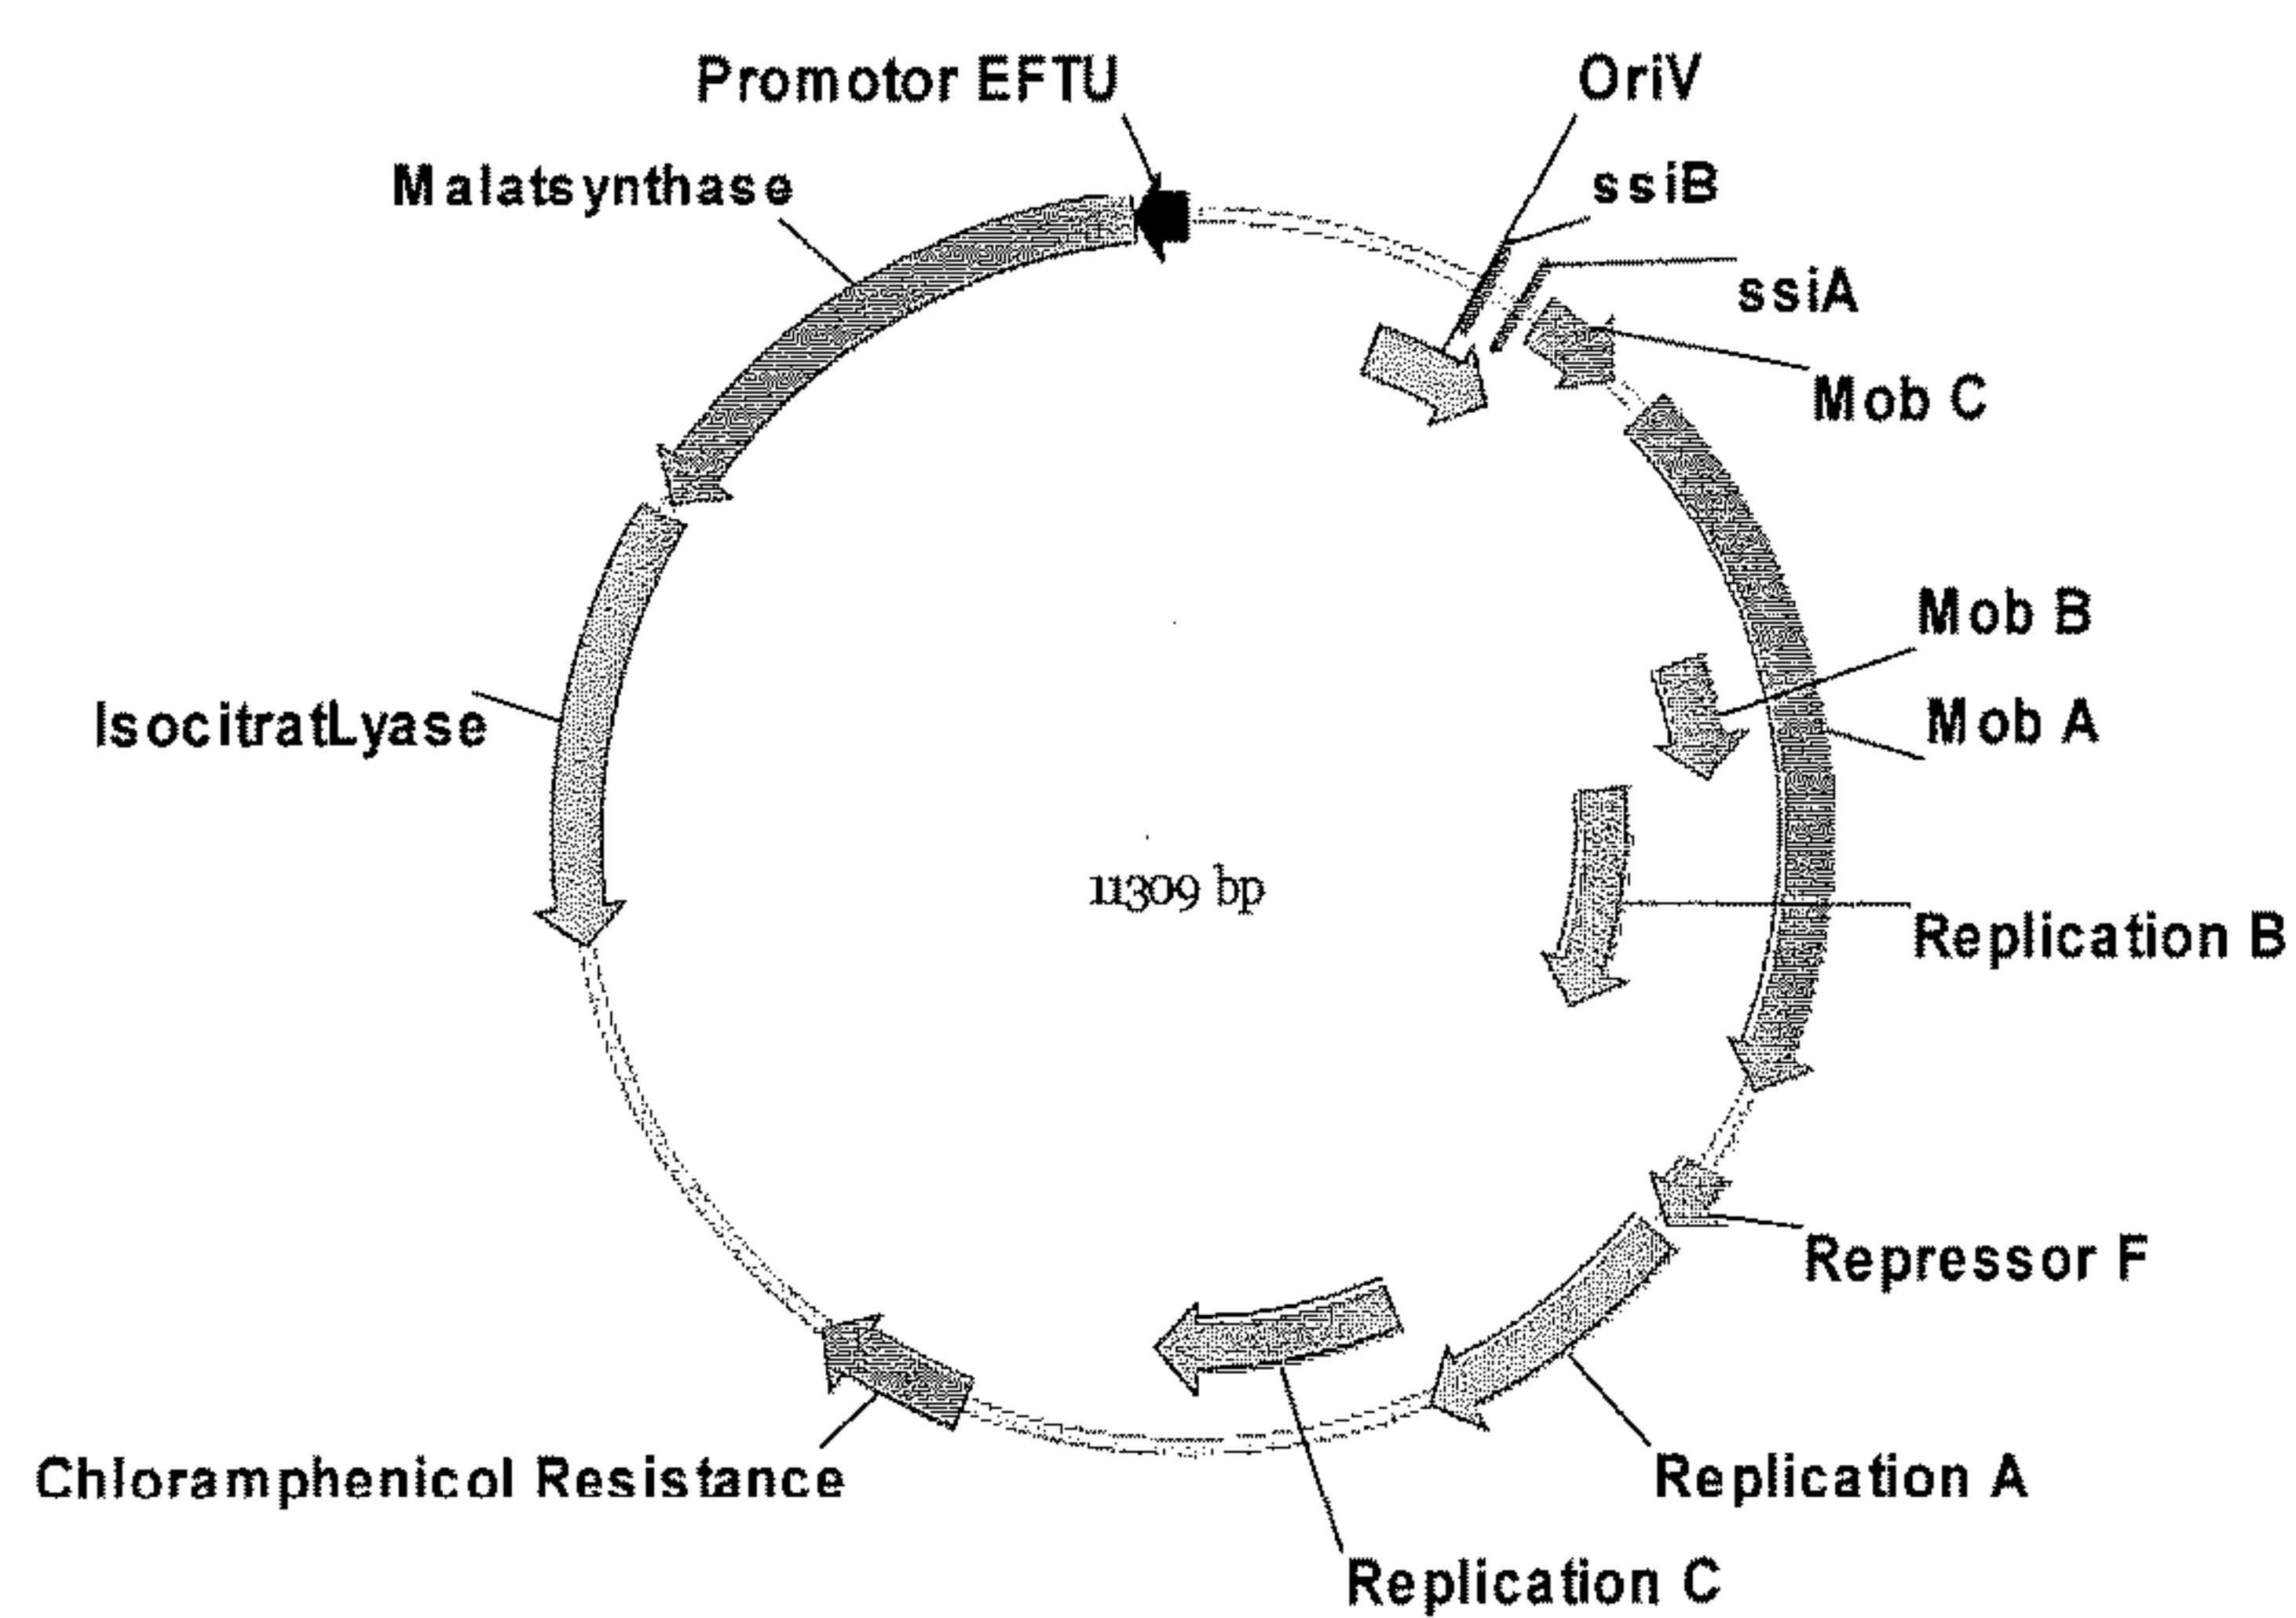 Promotor EFTU
OriV
Malatsynthase
ssiB
ssiA
Mob C
Mob B
IsocitratLyase
Mob A
11309 bp
Replication B
Repressor F
Chloramphenicol Resistance
Replication A
Replication C